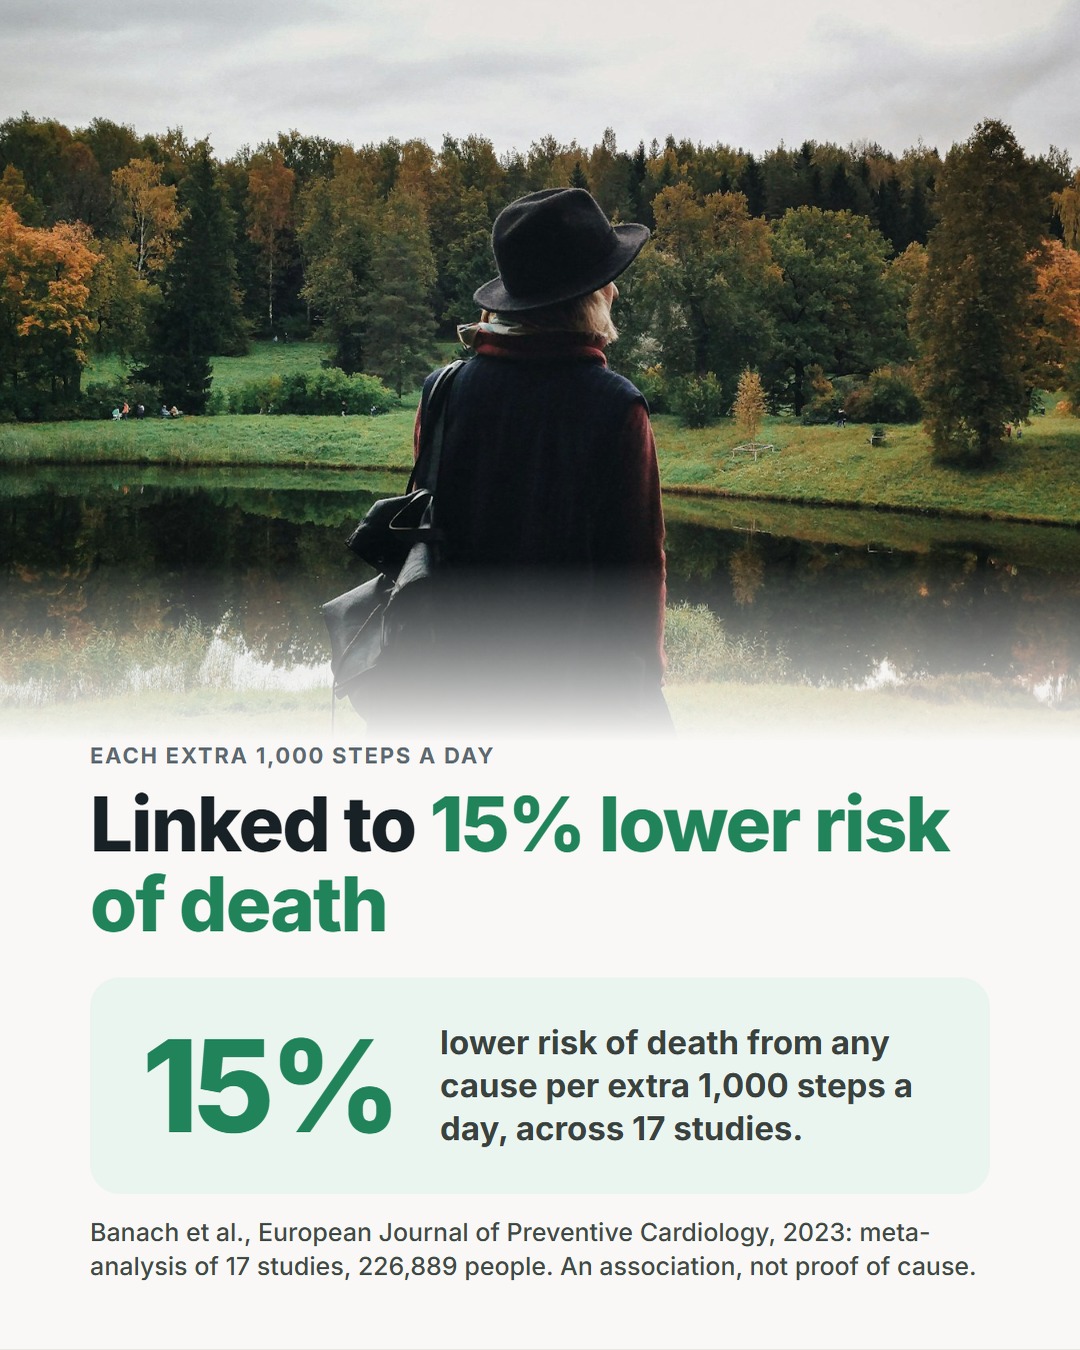 EACH EXTRA 1,000 STEPS A DAY
Linked to 15% lower risk
of death
15%
lower risk of death from any
cause per extra 1,000 steps a
day, across 17 studies.
Banach et al., European Journal of Preventive Cardiology, 2023: meta-
analysis of 17 studies, 226,889 people. An association, not proof of cause.